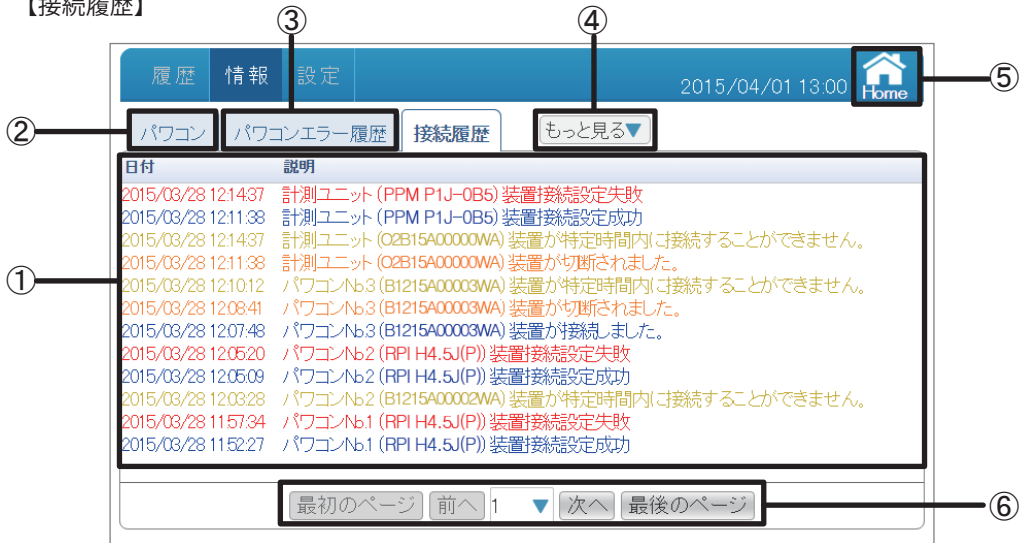 【接続履歴】
③ ④
履歴 情報 設定 2015/04/01 13:00 Home ⑤
② パワコン パワコンエラー履歴 接続履歴 もっと見る▼
日付 説明
2015/03/28 12:14:37 計測ユニット (PPM P1J-0B5) 装置接続設定失敗
2015/03/28 12:11:38 計測ユニット (PPM P1J-0B5) 装置接続設定成功
2015/03/28 12:14:37 計測ユニット (O2B15A00000WA) 装置が特定時間内に接続することができません。
2015/03/28 12:11:38 計測ユニット (O2B15A00000WA) 装置が切断されました。
① 2015/03/28 12:10:12 パワコンNo.3 (B1215A00003WA) 装置が特定時間内に接続することができません。
2015/03/28 12:08:41 パワコンNo.3 (B1215A00003WA) 装置が切断されました。
2015/03/28 12:07:48 パワコンNo.3 (B1215A00003WA) 装置が接続しました。
2015/03/28 12:05:20 パワコンNo.2 (RPI H4.5J(P)) 装置接続設定失敗
2015/03/28 12:05:09 パワコンNo.2 (RPI H4.5J(P)) 装置接続設定成功
2015/03/28 12:03:28 パワコンNo.2 (B1215A00002WA) 装置が特定時間内に接続することができません。
2015/03/28 11:57:34 パワコンNo.1 (RPI H4.5J(P)) 装置接続設定失敗
2015/03/28 11:52:27 パワコンNo.1 (RPI H4.5J(P)) 装置接続設定成功
最初のページ 前へ 1 ▼ 次へ 最後のページ ⑥